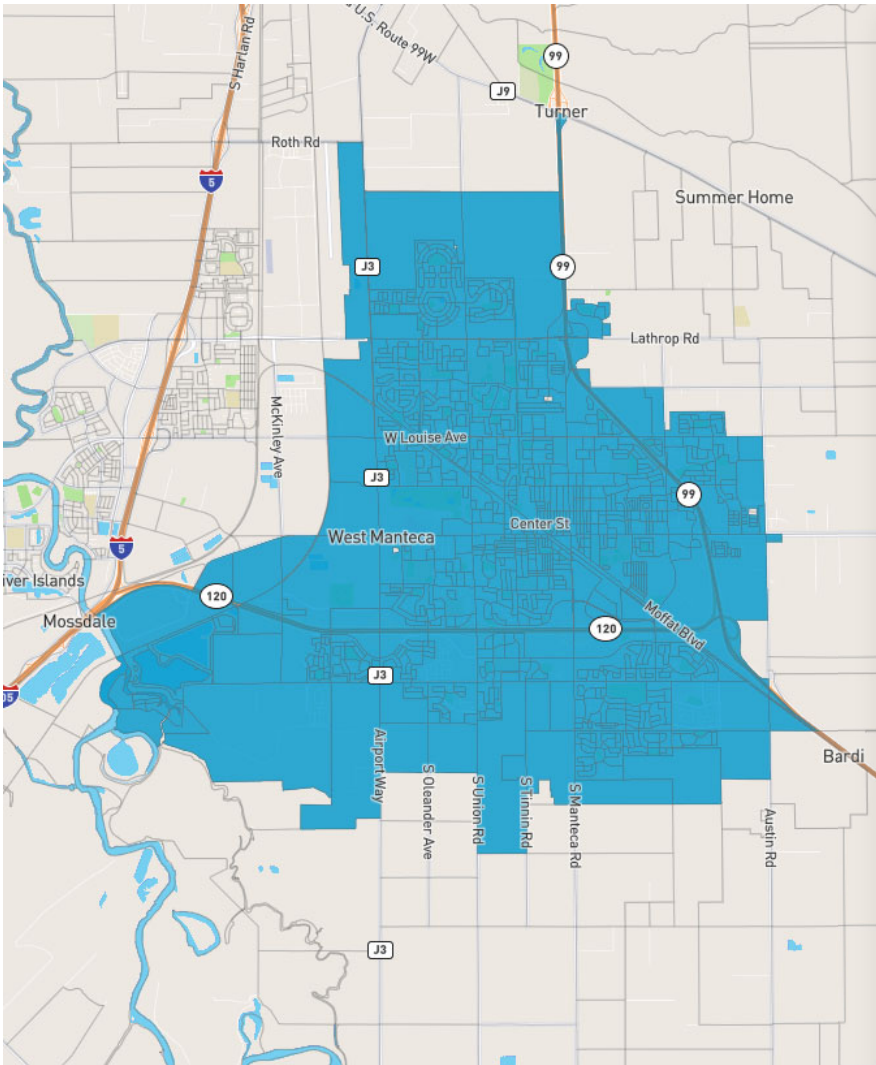 S Harlan Rd
U.S. Route 99W
99
J9
Turner
Roth Rd
5
Summer Home
J3
99
Lathrop Rd
McKinley Ave
W Louise Ave
J3
99
Center St
West Manteca
5
iver Islands
120
Mossdale
Moffat Blvd
120
J3
05
Airport Way
S Oleander Ave
S Union Rd
S Tinnin Rd
S Manteca Rd
Bardi
Austin Rd
J3